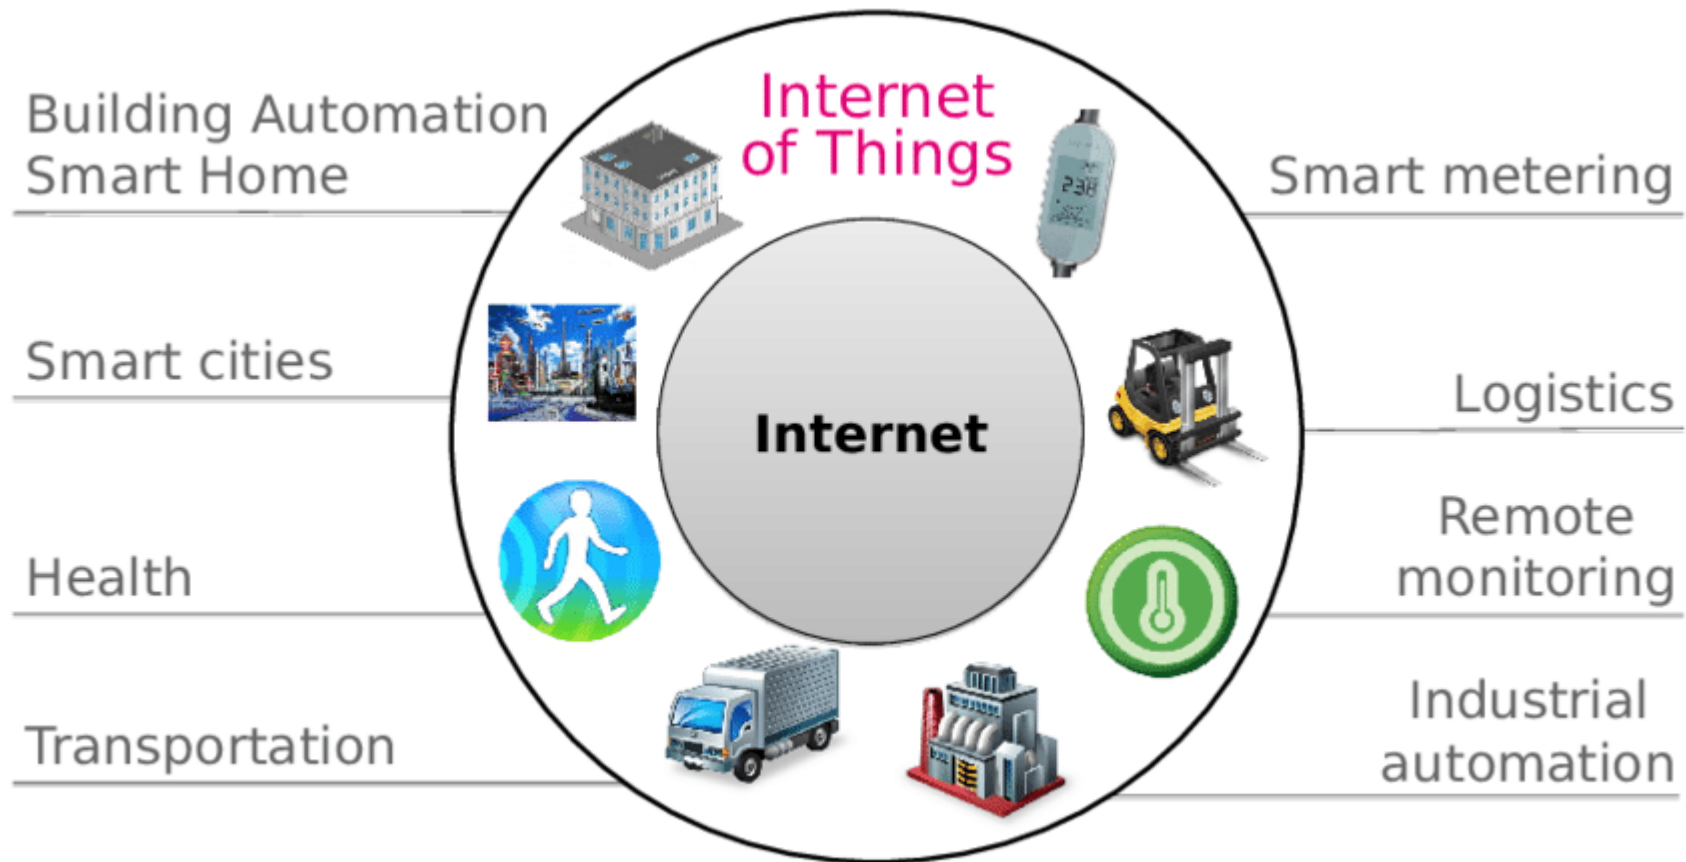 Internet
of Things
Building Automation
Smart Home
Smart metering
Smart cities
Logistics
Internet
Remote
monitoring
Health
Industrial
automation
Transportation
238